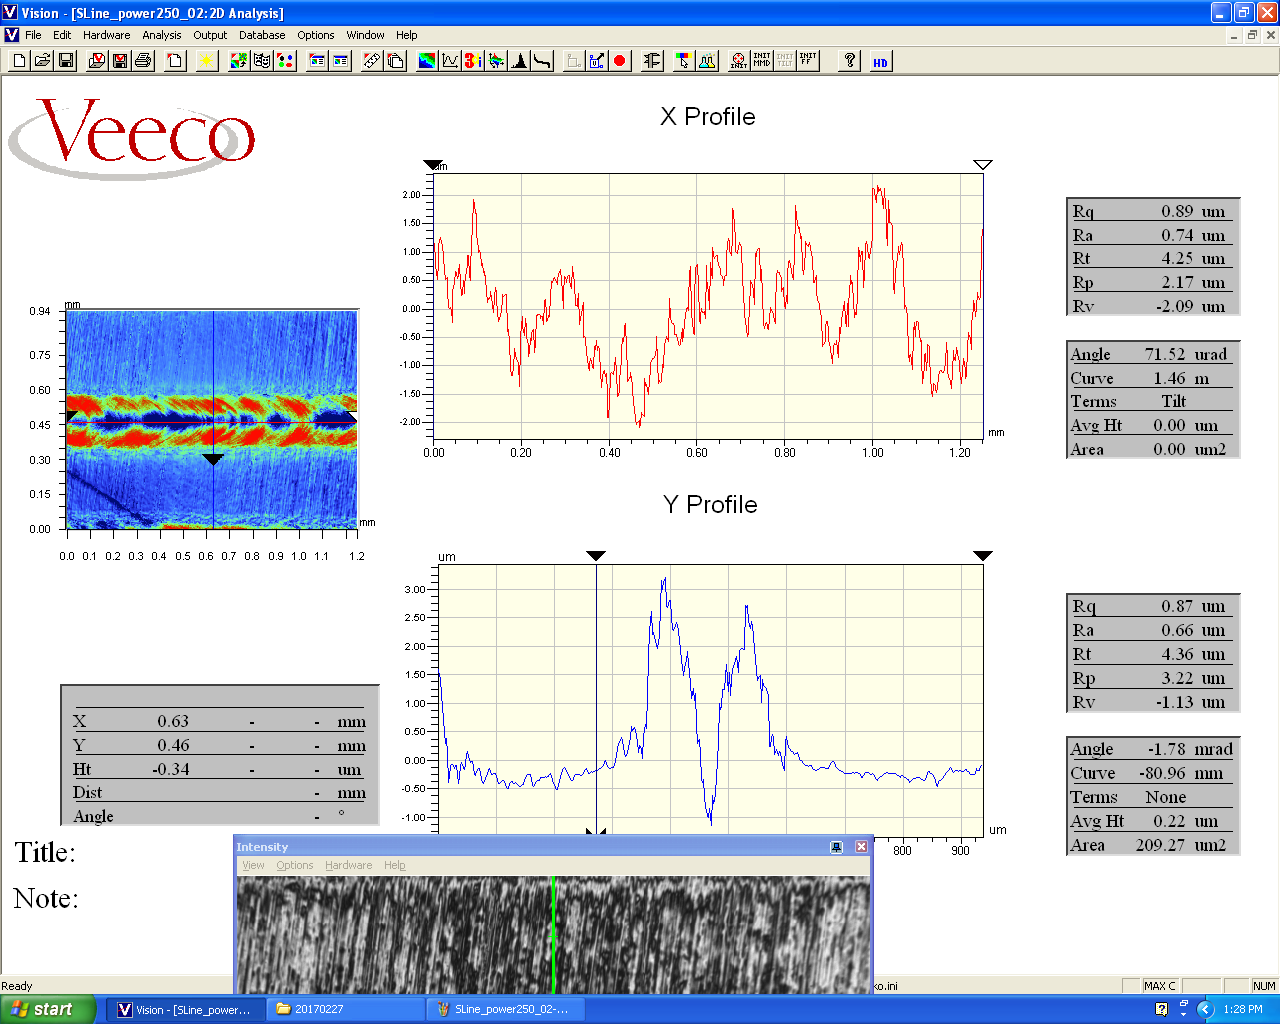 Vision - [SLine_power250_02:2D Analysis]
File Edit Hardware Analysis Output Database Options Window Help
INIT INIT MMD INIT TILT INIT FF ? HD
Veeco
X Profile
um
2.00
1.50
1.00
0.50
0.00
-0.50
-1.00
-1.50
-2.00
mm
0.00 0.20 0.40 0.60 0.80 1.00 1.20
Rq 0.89 um
Ra 0.74 um
Rt 4.25 um
Rp 2.17 um
Rv -2.09 um
Angle 71.52 urad
Curve 1.46 m
Terms Tilt
Avg Ht 0.00 um
Area 0.00 um2
mm
0.94
0.75
0.60
0.45
0.30
0.15
0.00
mm
0.0 0.1 0.2 0.3 0.4 0.5 0.6 0.7 0.8 0.9 1.0 1.1 1.2
Y Profile
um
3.00
2.50
2.00
1.50
1.00
0.50
0.00
-0.50
-1.00
um
800 900
Rq 0.87 um
Ra 0.66 um
Rt 4.36 um
Rp 3.22 um
Rv -1.13 um
Angle -1.78 mrad
Curve -80.96 mm
Terms None
Avg Ht 0.22 um
Area 209.27 um2
X 0.63 - - mm
Y 0.46 - - mm
Ht -0.34 - - um
Dist - mm
Angle - °
Title:
Note:
Intensity
View Options Hardware Help
Ready ko.ini MAX C NUM
start Vision - [SLine_power... 20170227 SLine_power250_02-... 1:28 PM